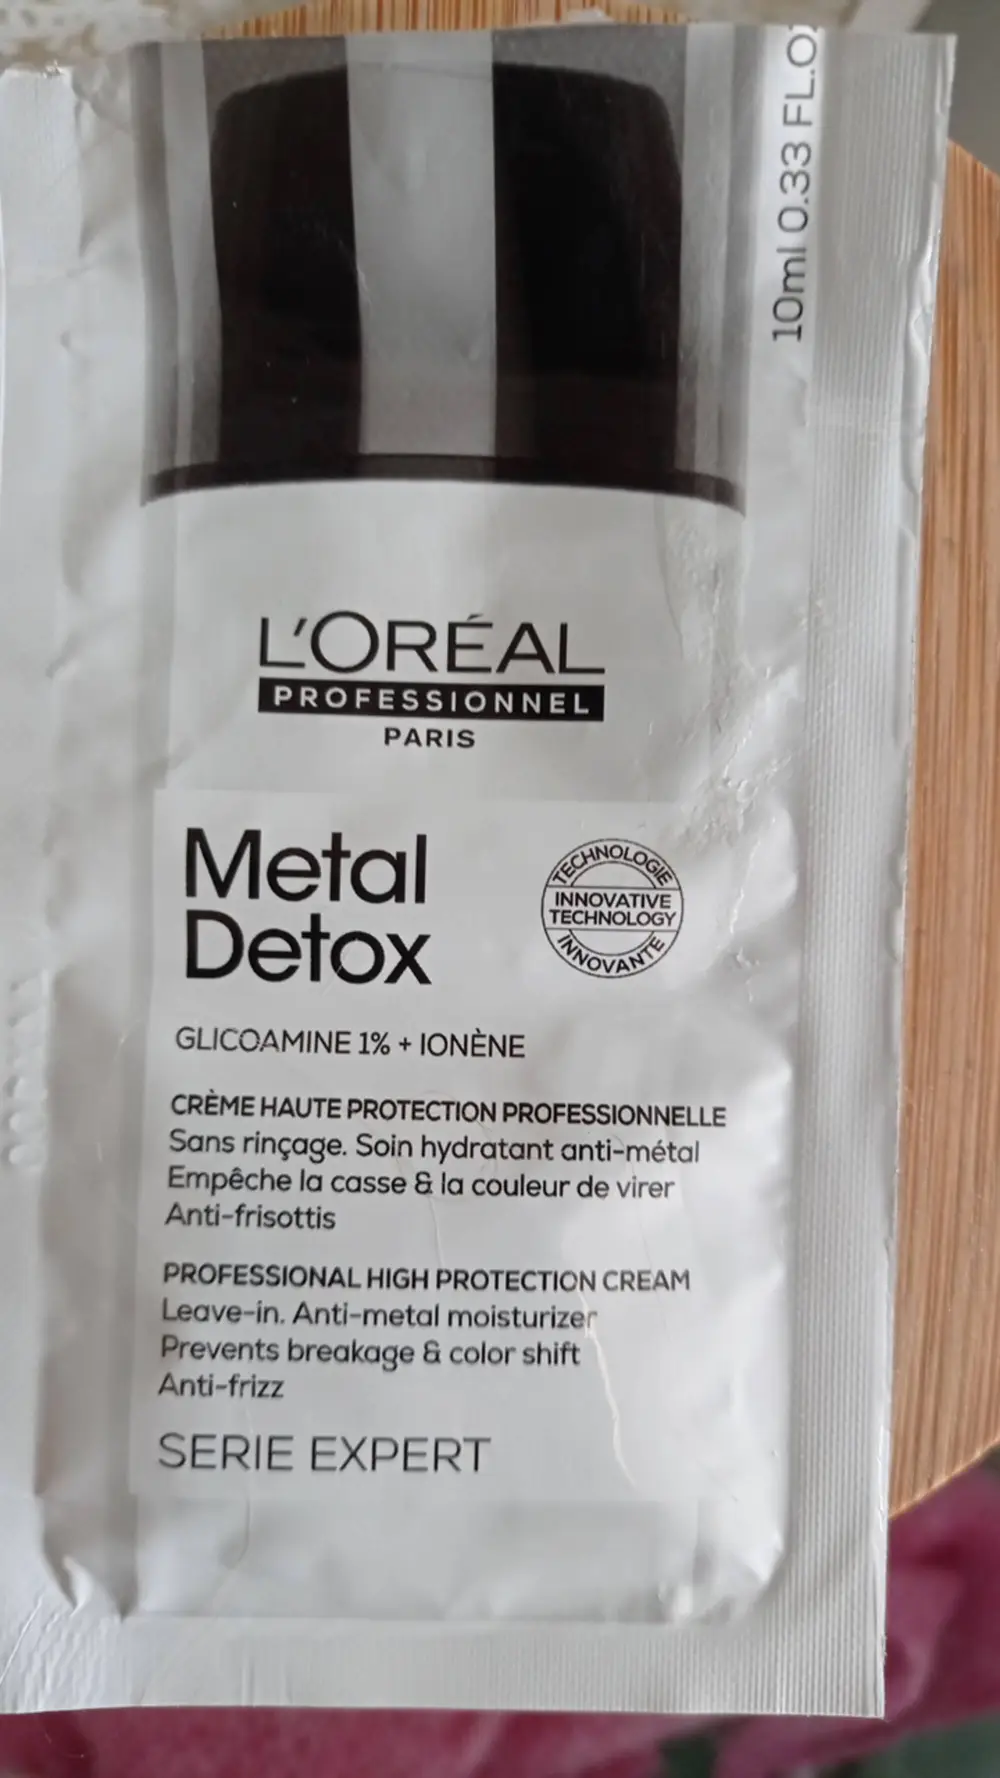 10ml 0.33 FL.O
L'ORÉAL
PROFESSIONNEL
PARIS
Metal
Detox
TECHNOLOGIE
INNOVATIVE
TECHNOLOGY
INNOVANTE
GLICOAMINE 1% + IONÈNE
CRÈME HAUTE PROTECTION PROFESSIONNELLE
Sans rinçage. Soin hydratant anti-métal
Empêche la casse & la couleur de virer
Anti-frisottis
PROFESSIONAL HIGH PROTECTION CREAM
Leave-in. Anti-metal moisturizer
Prevents breakage & color shift
Anti-frizz
SERIE EXPERT